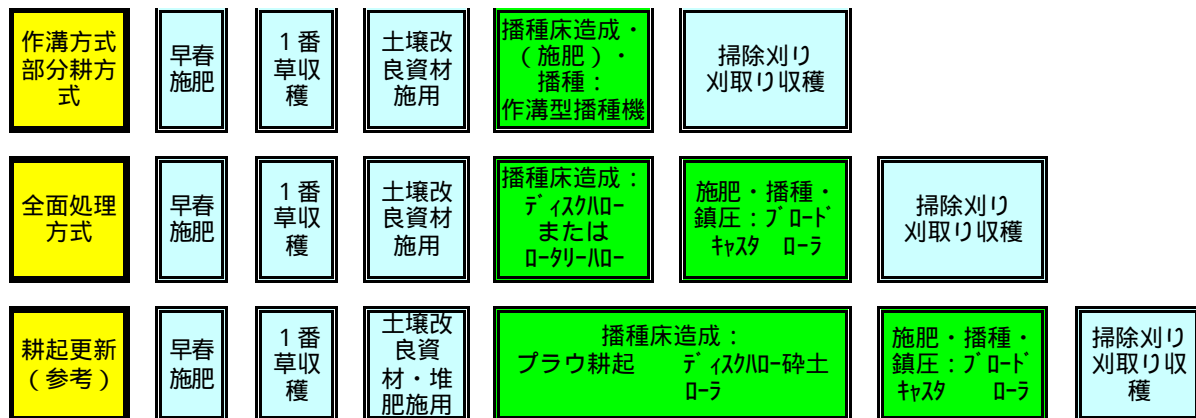 作溝方式
部分耕方
式
早春
施肥
１番
草収
穫
土壌改
良資材
施用
播種床造成・
（施肥）・
播種：
作溝型播種機
掃除刈り
刈取り収穫
全面処理
方式
早春
施肥
１番
草収
穫
土壌改
良資材
施用
播種床造成：
ﾃﾞｨｽｸﾊﾛｰ
または
ﾛｰﾀﾘｰﾊﾛｰ
施肥・播種・
鎮圧：ﾌﾞﾛｰﾄﾞ
ｷｬｽﾀ ﾛｰﾗ
掃除刈り
刈取り収穫
耕起更新
（参考）
早春
施肥
１番
草収
穫
土壌改
良資
材・堆
肥施用
播種床造成：
プラウ耕起 ﾃﾞｨｽｸﾊﾛｰ砕土
ﾛｰﾗ
施肥・播種・
鎮圧：ﾌﾞﾛｰﾄﾞ
ｷｬｽﾀ ﾛｰﾗ
掃除刈り
刈取り収
穫